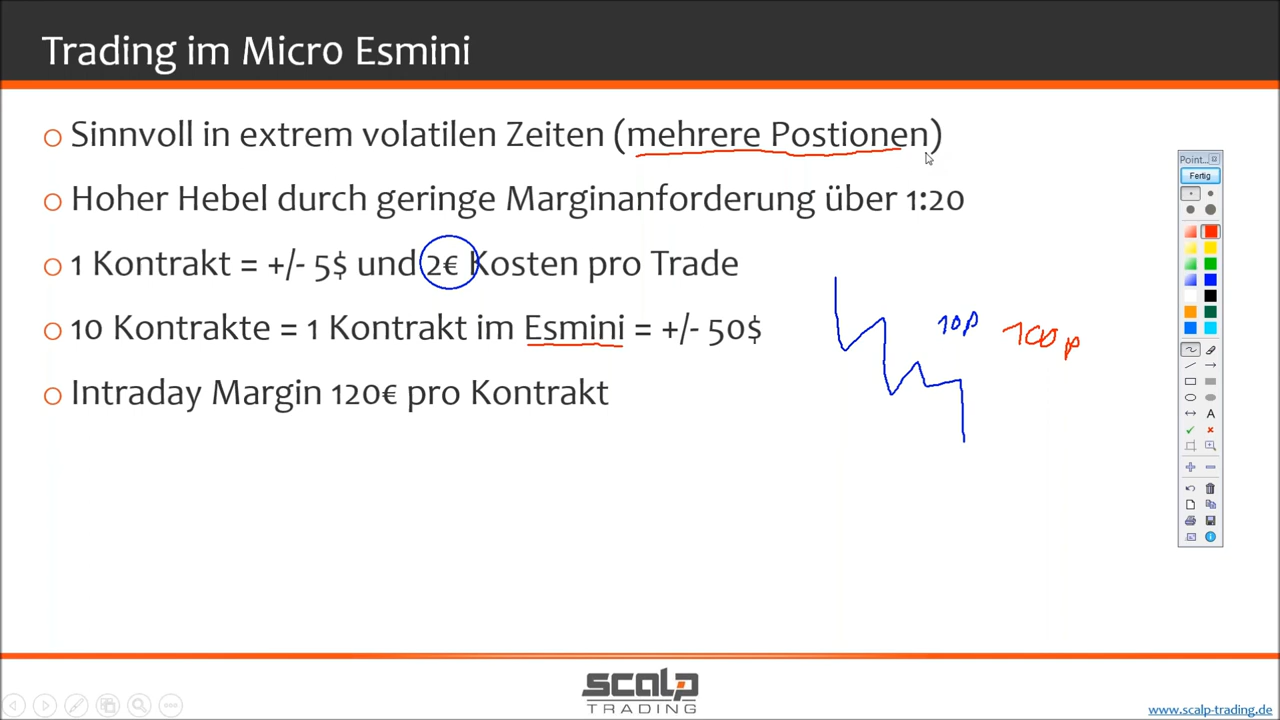 Trading im Micro Esmini
Sinnvoll in extrem volatilen Zeiten (mehrere Postionen)
Hoher Hebel durch geringe Marginanforderung über 1:20
1 Kontrakt = +/- 5$ und 2€ Kosten pro Trade
10 Kontrakte = 1 Kontrakt im Esmini = +/- 50$
Intraday Margin 120€ pro Kontrakt
10p 100p
Point...
Fertig
A
SCALP
TRADING
www.scalp-trading.de